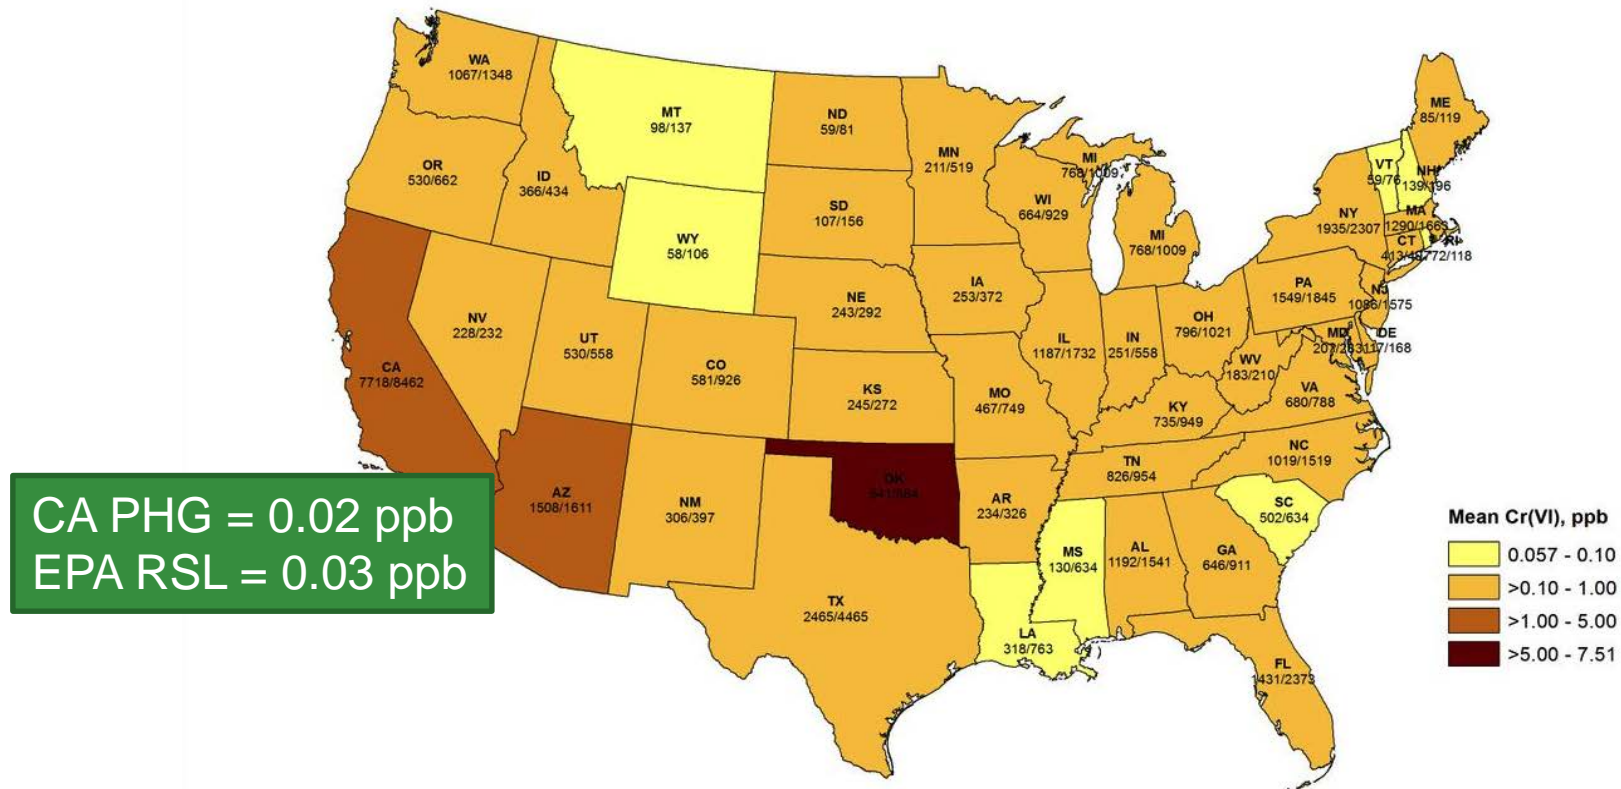 WA
1067/1348
MT
98/137
ND
59/81
MN
211/519
ME
85/119
OR
530/662
ID
366/434
SD
107/156
WI
664/929
MI
768/1009
MI
768/1009
VT
59/76
NH
139/196
NY
1935/2307
MA
1290/1663
CT
RI
72/118
WY
58/106
NE
243/292
IA
253/372
PA
1549/1845
NJ
1086/1575
NV
228/232
UT
530/558
CO
581/926
IL
1187/1732
IN
251/558
OH
796/1021
MD
DE
117/168
WV
183/210
CA
7718/8462
KS
245/272
MO
467/749
KY
735/949
VA
680/788
AZ
1508/1611
NM
306/397
OK
AR
234/326
TN
826/954
NC
1019/1519
SC
502/634
MS
130/634
AL
1192/1541
GA
646/911
TX
2465/4465
LA
318/763
FL
1431/2373
CA PHG = 0.02 ppb
EPA RSL = 0.03 ppb
Mean Cr(VI), ppb
0.057 - 0.10
>0.10 - 1.00
>1.00 - 5.00
>5.00 - 7.51